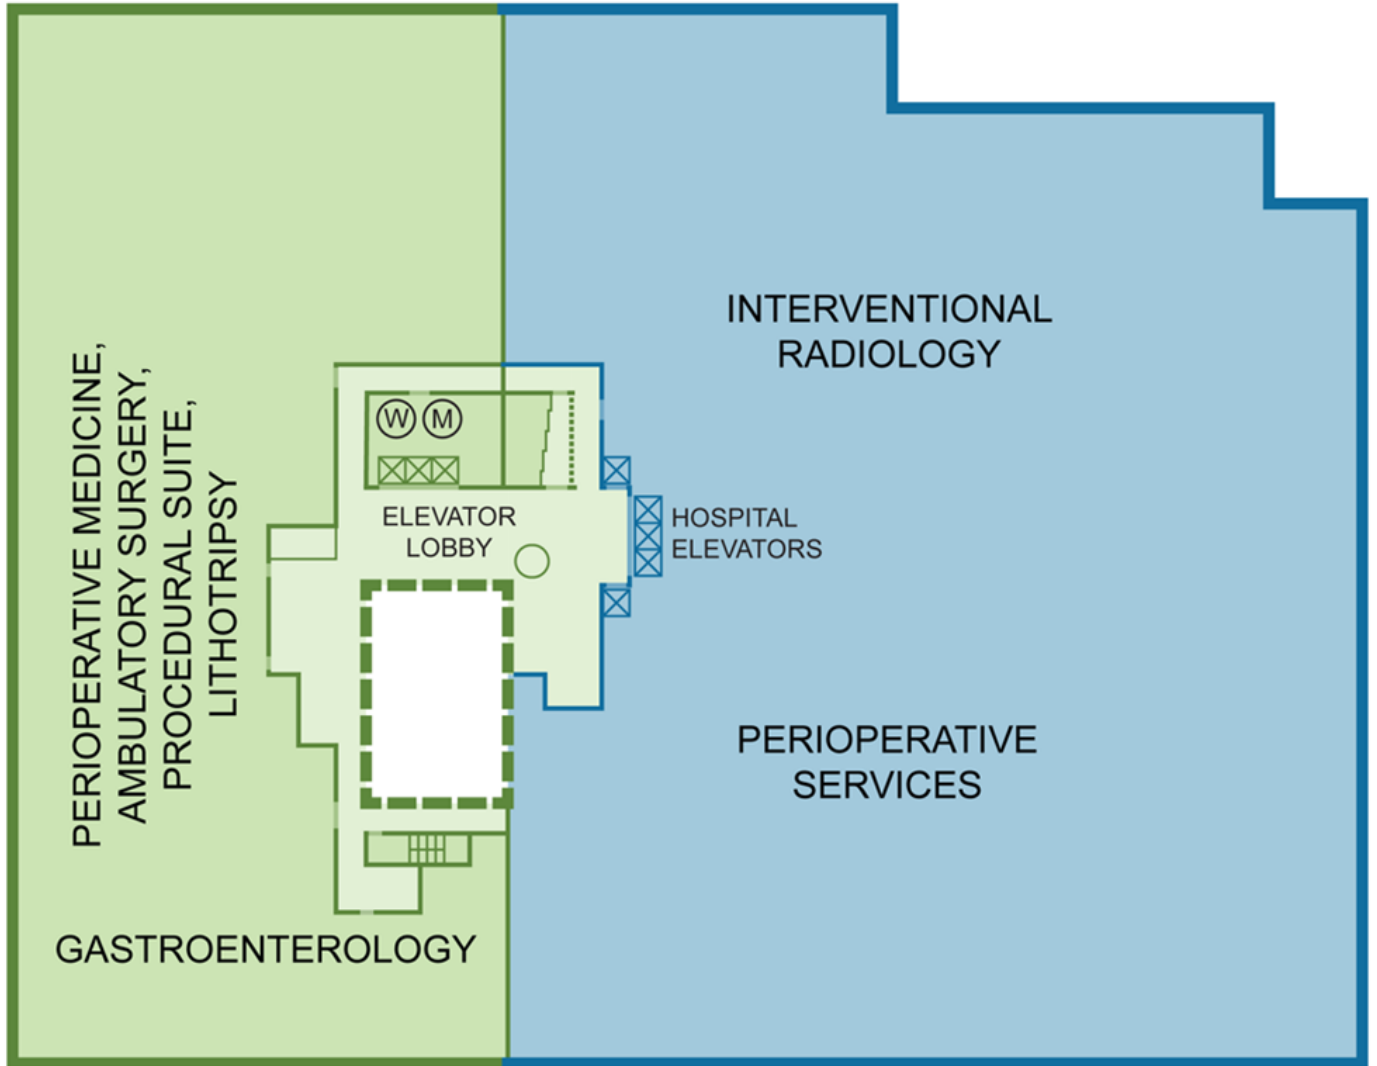 INTERVENTIONAL
RADIOLOGY
PERIOPERATIVE MEDICINE,
AMBULATORY SURGERY,
PROCEDURAL SUITE,
LITHOTRIPSY
W M
ELEVATOR
LOBBY
HOSPITAL
ELEVATORS
PERIOPERATIVE
SERVICES
GASTROENTEROLOGY